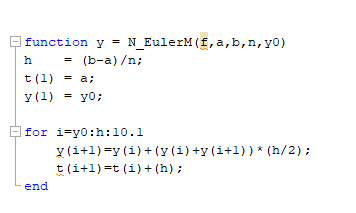 function y = N_EulerM(f,a,b,n,y0)
h    = (b-a)/n;
t(1) = a;
y(1) = y0;
for i=y0:h:10.1
    y(i+1)=y(i)+(y(i)+y(i+1))*(h/2);
    t(i+1)=t(i)+(h);
end